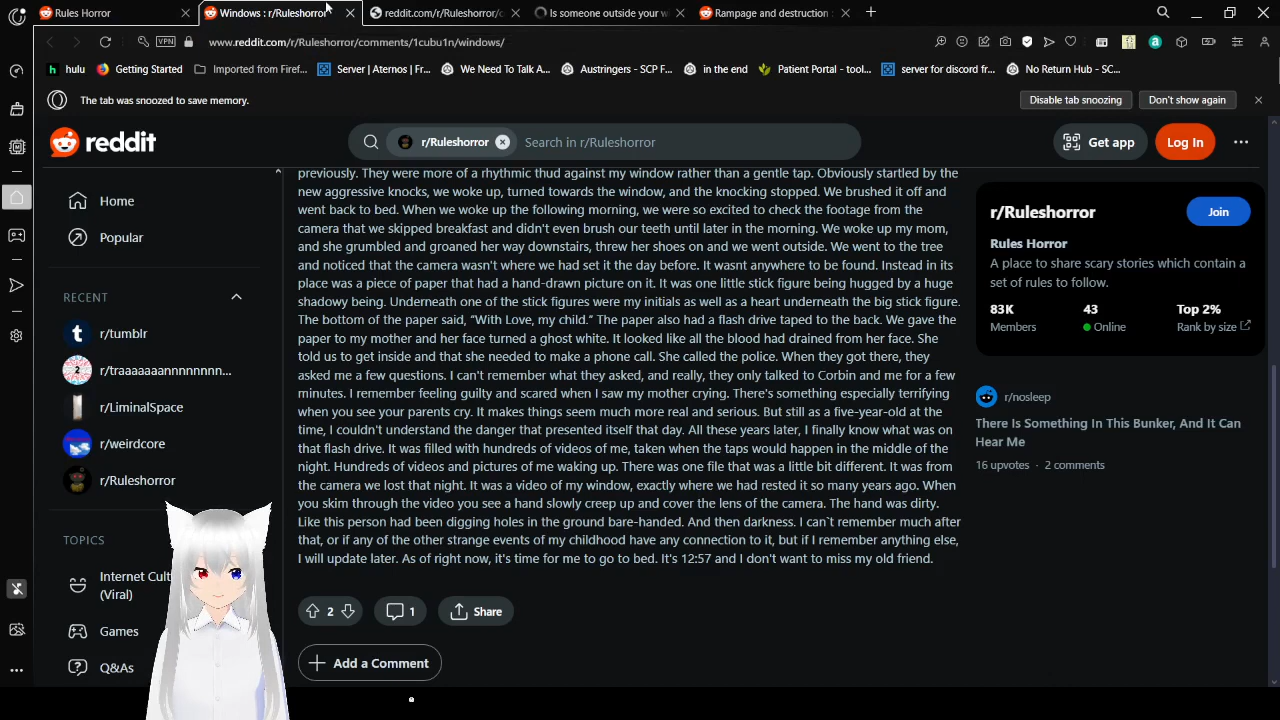 Rules Horror
Windows : r/Ruleshorror
reddit.com/r/Ruleshorror/c
Is someone outside your w
Rampage and destruction :
VPN
www.reddit.com/r/Ruleshorror/comments/1cubu1n/windows/
hulu
Getting Started
Imported from Firef...
Server | Aternos | Fr...
We Need To Talk A...
Austringers - SCP F...
in the end
Patient Portal - tool...
server for discord fr...
No Return Hub - SC...
The tab was snoozed to save memory.
Disable tab snoozing
Don't show again
reddit
r/Ruleshorror
Search in r/Ruleshorror
Get app
Log In
Home
Popular
RECENT
r/tumblr
r/traaaaaaannnnnnnn...
r/LiminalSpace
r/weirdcore
r/Ruleshorror
TOPICS
Internet Cult
(Viral)
Games
Q&As
previously. They were more of a rhythmic thud against my window rather than a gentle tap. Obviously startled by the
new aggressive knocks, we woke up, turned towards the window, and the knocking stopped. We brushed it off and
went back to bed. When we woke up the following morning, we were so excited to check the footage from the
camera that we skipped breakfast and didn't even brush our teeth until later in the morning. We woke up my mom,
and she grumbled and groaned her way downstairs, threw her shoes on and we went outside. We went to the tree
and noticed that the camera wasn't where we had set it the day before. It wasnt anywhere to be found. Instead in its
place was a piece of paper that had a hand-drawn picture on it. It was one little stick figure being hugged by a huge
shadowy being. Underneath one of the stick figures were my initials as well as a heart underneath the big stick figure.
The bottom of the paper said, “With Love, my child.“ The paper also had a flash drive taped to the back. We gave the
paper to my mother and her face turned a ghost white. It looked like all the blood had drained from her face. She
told us to get inside and that she needed to make a phone call. She called the police. When they got there, they
asked me a few questions. I can't remember what they asked, and really, they only talked to Corbin and me for a few
minutes. I remember feeling guilty and scared when I saw my mother crying. There's something especially terrifying
when you see your parents cry. It makes things seem much more real and serious. But still as a five-year-old at the
time, I couldn't understand the danger that presented itself that day. All these years later, I finally know what was on
that flash drive. It was filled with hundreds of videos of me, taken when the taps would happen in the middle of the
night. Hundreds of videos and pictures of me waking up. There was one file that was a little bit different. It was from
the camera we lost that night. It was a video of my window, exactly where we had rested it so many years ago. When
you skim through the video you see a hand slowly creep up and cover the lens of the camera. The hand was dirty.
Like this person had been digging holes in the ground bare-handed. And then darkness. I can`t remember much after
that, or if any of the other strange events of my childhood have any connection to it, but if I remember anything else,
I will update later. As of right now, it's time for me to go to bed. It's 12:57 and I don't want to miss my old friend.
2
1
Share
Add a Comment
r/Ruleshorror
Join
Rules Horror
A place to share scary stories which contain a
set of rules to follow.
83K
43
Top 2%
Members
Online
Rank by size
r/nosleep
There Is Something In This Bunker, And It Can
Hear Me
16 upvotes · 2 comments